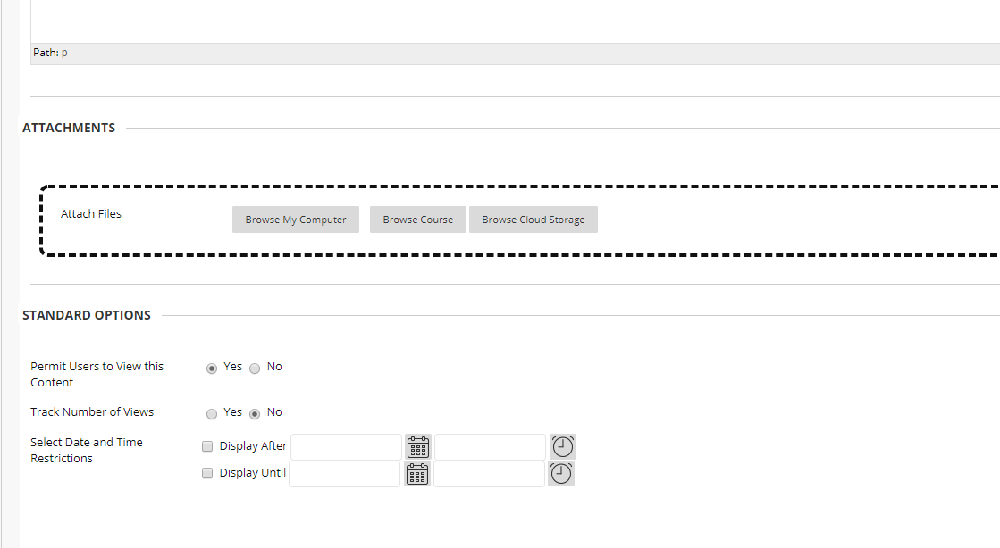 Path: p
ATTACHMENTS
Attach Files
Browse My Computer
Browse Course
Browse Cloud Storage
STANDARD OPTIONS
Permit Users to View this
Content
Yes
No
Track Number of Views
Yes
No
Select Date and Time
Restrictions
Display After
Display Until